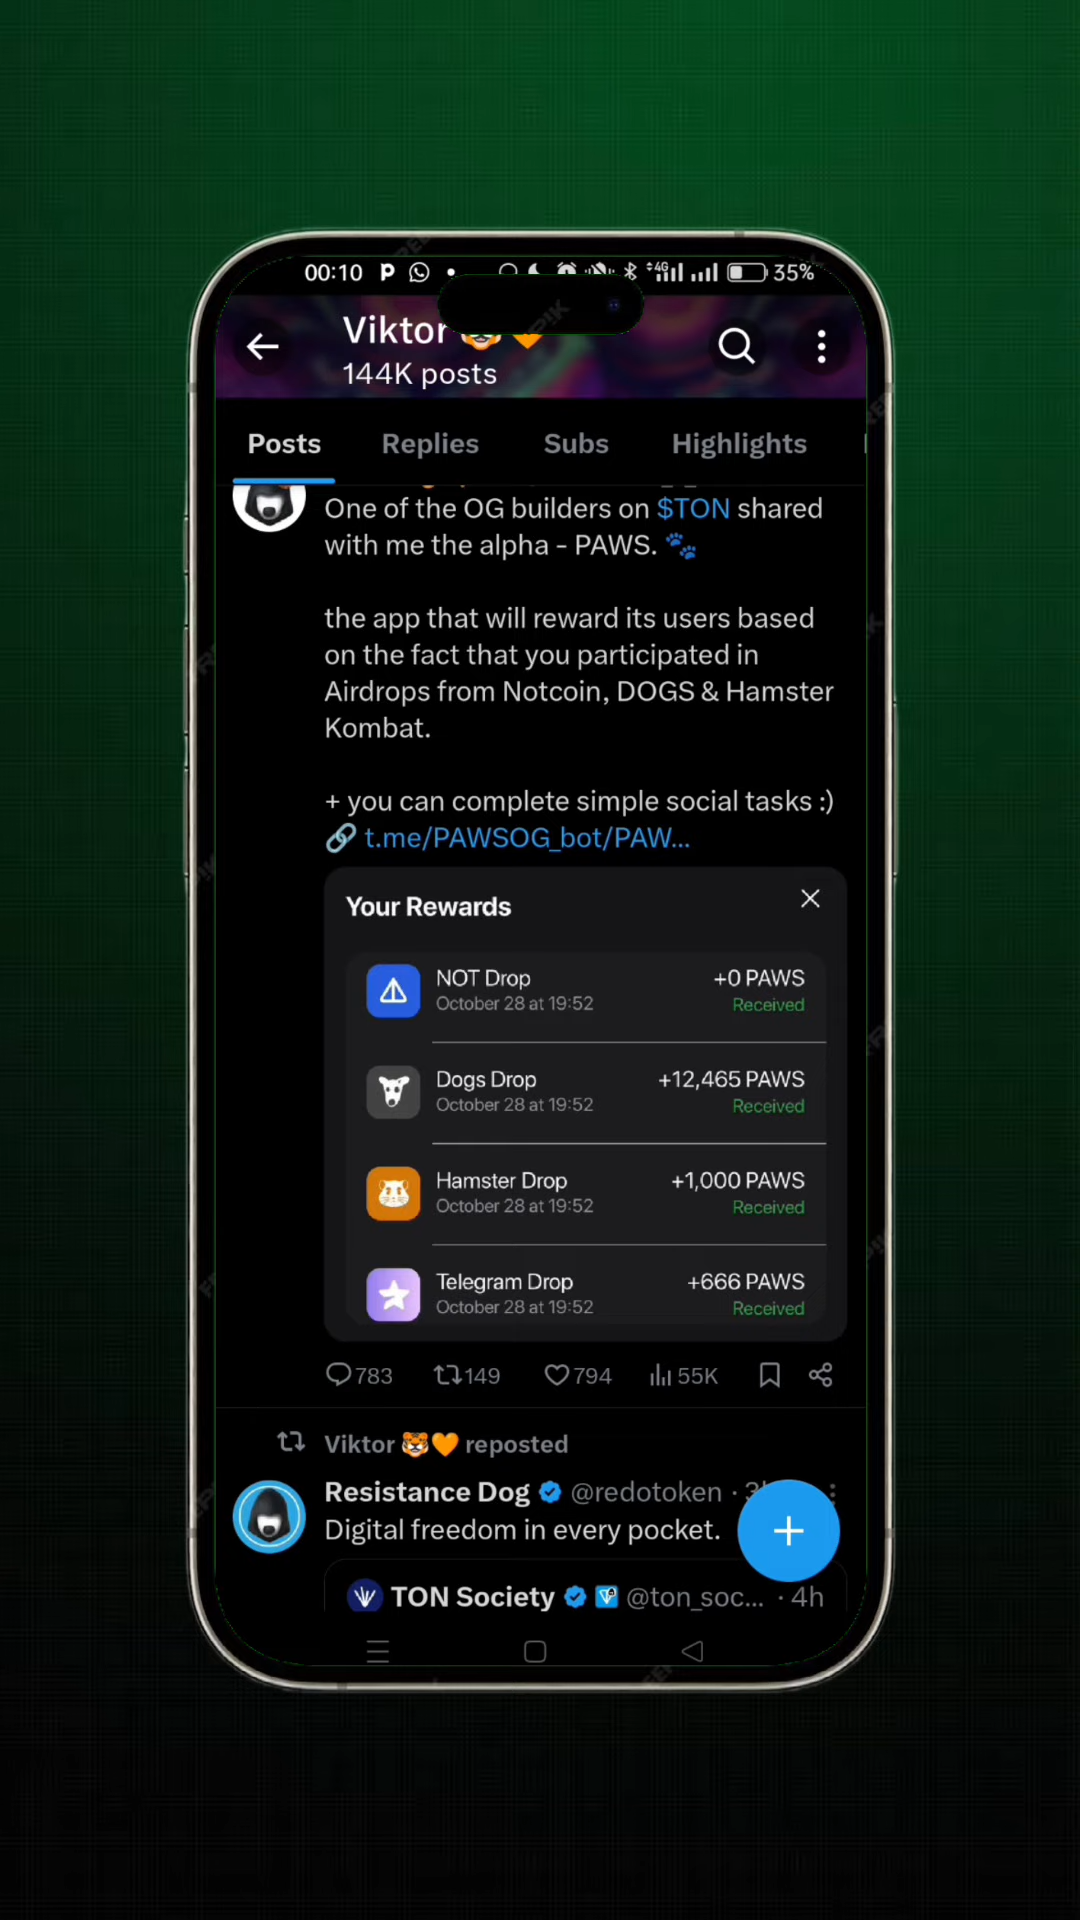 00:10 35%
Viktor 🐯🧡
144K posts
Posts Replies Subs Highlights
One of the OG builders on $TON shared
with me the alpha - PAWS. 🐾
the app that will reward its users based
on the fact that you participated in
Airdrops from Notcoin, DOGS & Hamster
Kombat.
+ you can complete simple social tasks :)
🔗 t.me/PAWSOG_bot/PAW...
Your Rewards
NOT Drop +0 PAWS
October 28 at 19:52 Received
Dogs Drop +12,465 PAWS
October 28 at 19:52 Received
Hamster Drop +1,000 PAWS
October 28 at 19:52 Received
Telegram Drop +666 PAWS
October 28 at 19:52 Received
783 149 794 55K
Viktor 🐯🧡 reposted
Resistance Dog @redotoken ·
Digital freedom in every pocket.
TON Society @ton_soc... · 4h